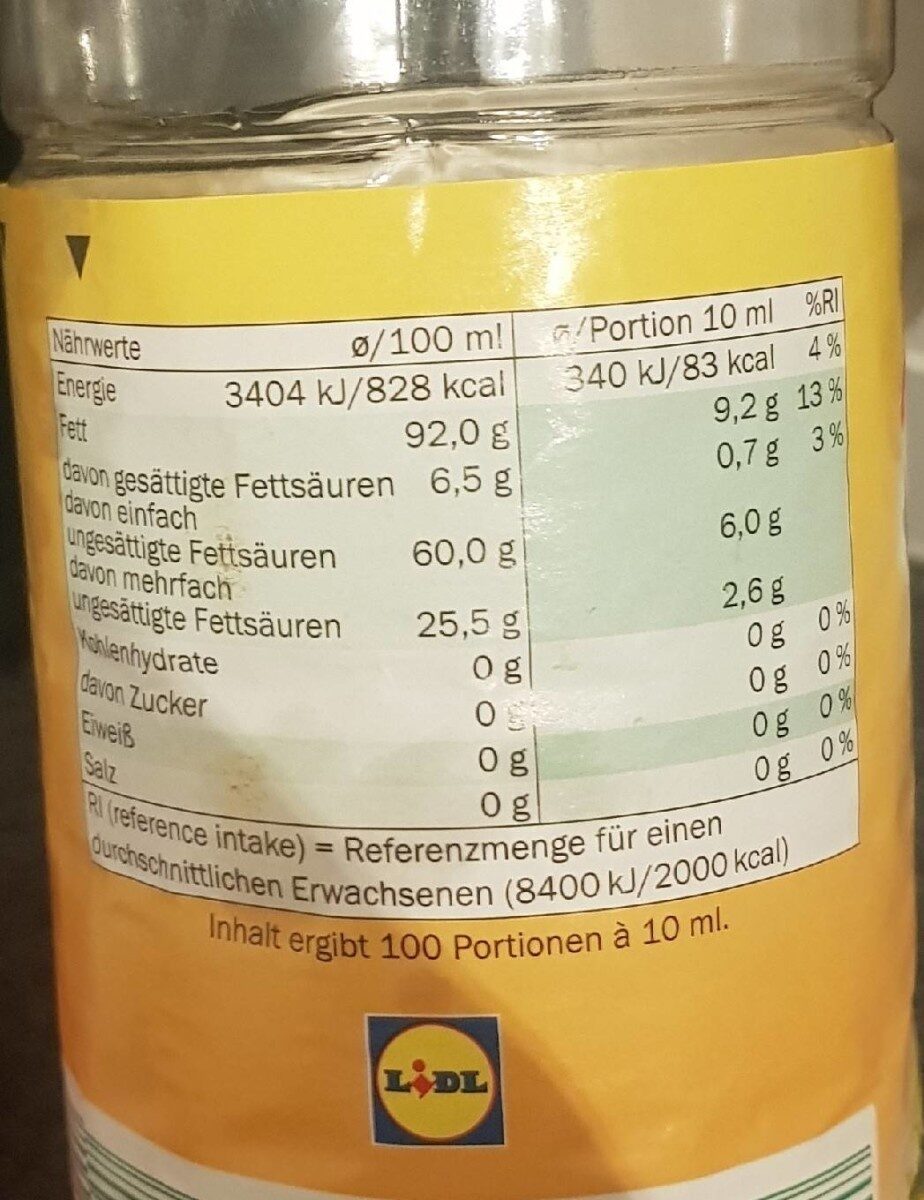 Nährwerte ø/100 ml ø/Portion 10 ml %RI
Energie 3404 kJ/828 kcal 340 kJ/83 kcal 4 %
Fett 92,0 g 9,2 g 13 %
davon gesättigte Fettsäuren 6,5 g 0,7 g 3 %
davon einfach
ungesättigte Fettsäuren 60,0 g 6,0 g
davon mehrfach
ungesättigte Fettsäuren 25,5 g 2,6 g
Kohlenhydrate 0 g 0 g 0 %
davon Zucker 0 g 0 g 0 %
Eiweiß 0 g 0 g 0 %
Salz 0 g 0 g 0 %
RI (reference intake) = Referenzmenge für einen
durchschnittlichen Erwachsenen (8400 kJ/2000 kcal)
Inhalt ergibt 100 Portionen à 10 ml.
LIDL